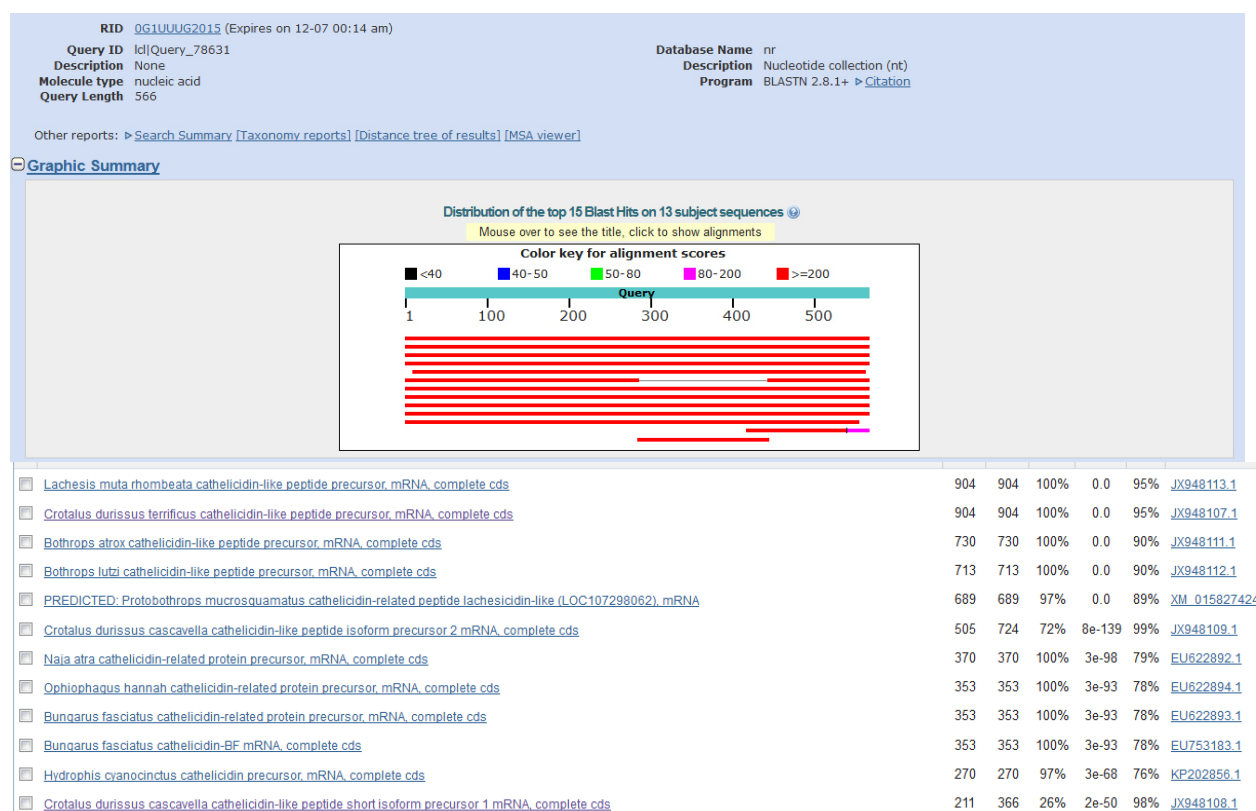 RID 0G1UUUG2015 (Expires on 12-07 00:14 am)
Query ID lcl|Query_78631
Description None
Molecule type nucleic acid
Query Length 566
Database Name nr
Description Nucleotide collection (nt)
Program BLASTN 2.8.1+ Citation
Other reports: Search Summary [Taxonomy reports] [Distance tree of results] [MSA viewer]
Graphic Summary
Distribution of the top 15 Blast Hits on 13 subject sequences
Mouse over to see the title, click to show alignments
Color key for alignment scores
<40 40-50 50-80 80-200 >=200
Query
1 100 200 300 400 500
Lachesis muta rhombeata cathelicidin-like peptide precursor, mRNA, complete cds 904 904 100% 0.0 95% JX948113.1
Crotalus durissus terrificus cathelicidin-like peptide precursor, mRNA, complete cds 904 904 100% 0.0 95% JX948107.1
Bothrops atrox cathelicidin-like peptide precursor, mRNA, complete cds 730 730 100% 0.0 90% JX948111.1
Bothrops lutzi cathelicidin-like peptide precursor, mRNA, complete cds 713 713 100% 0.0 90% JX948112.1
PREDICTED: Protobothrops mucrosquamatus cathelicidin-related peptide lachesicidin-like (LOC107298062), mRNA 689 689 97% 0.0 89% XM_015827424
Crotalus durissus cascavella cathelicidin-like peptide isoform precursor 2 mRNA, complete cds 505 724 72% 8e-139 99% JX948109.1
Naja atra cathelicidin-related protein precursor, mRNA, complete cds 370 370 100% 3e-98 79% EU622892.1
Ophiophagus hannah cathelicidin-related protein precursor, mRNA, complete cds 353 353 100% 3e-93 78% EU622894.1
Bungarus fasciatus cathelicidin-related protein precursor, mRNA, complete cds 353 353 100% 3e-93 78% EU622893.1
Bungarus fasciatus cathelicidin-BF mRNA, complete cds 353 353 100% 3e-93 78% EU753183.1
Hydrophis cyanocinctus cathelicidin precursor, mRNA, complete cds 270 270 97% 3e-68 76% KP202856.1
Crotalus durissus cascavella cathelicidin-like peptide short isoform precursor 1 mRNA, complete cds 211 366 26% 2e-50 98% JX948108.1